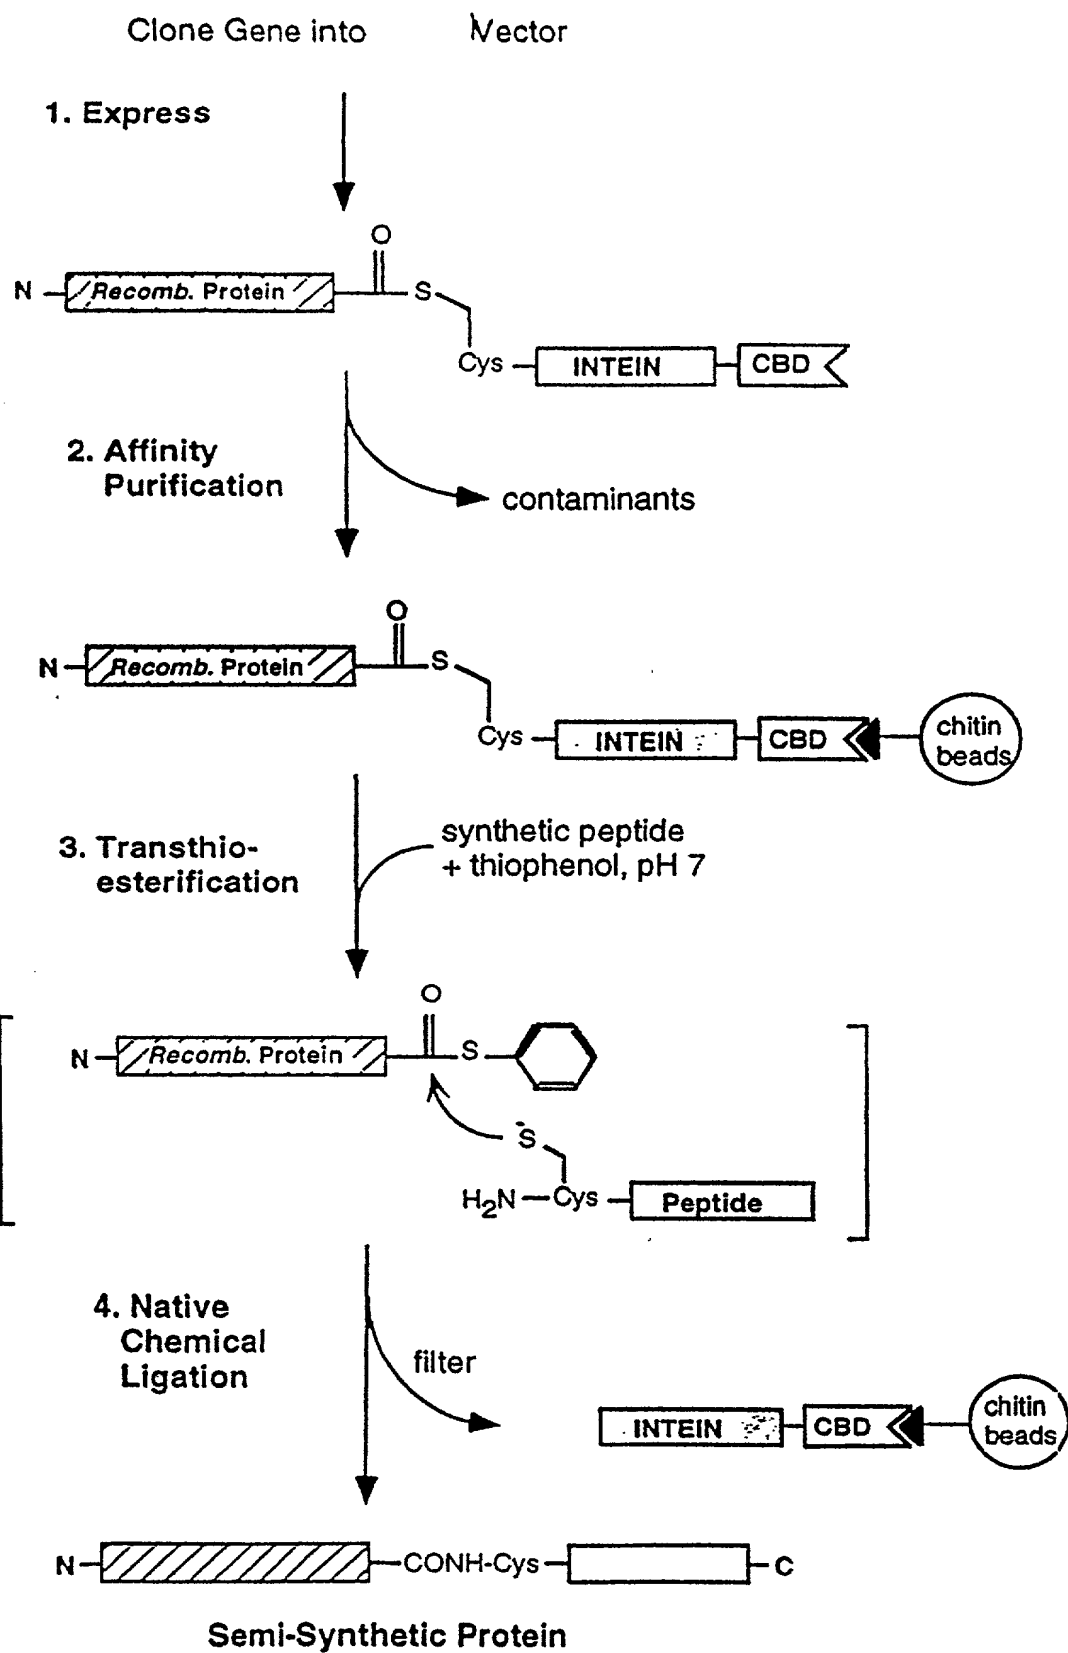 Clone Gene into Vector
1. Express
O
N Recomb. Protein S
Cys INTEIN CBD
2. Affinity
Purification
contaminants
O
N Recomb. Protein S
Cys INTEIN CBD chitin
beads
3. Transthio-
esterification
synthetic peptide
+ thiophenol, pH 7
O
N Recomb. Protein S
-S
H2N Cys Peptide
4. Native
Chemical
Ligation
filter
INTEIN CBD chitin
beads
N CONH-Cys C
Semi-Synthetic Protein